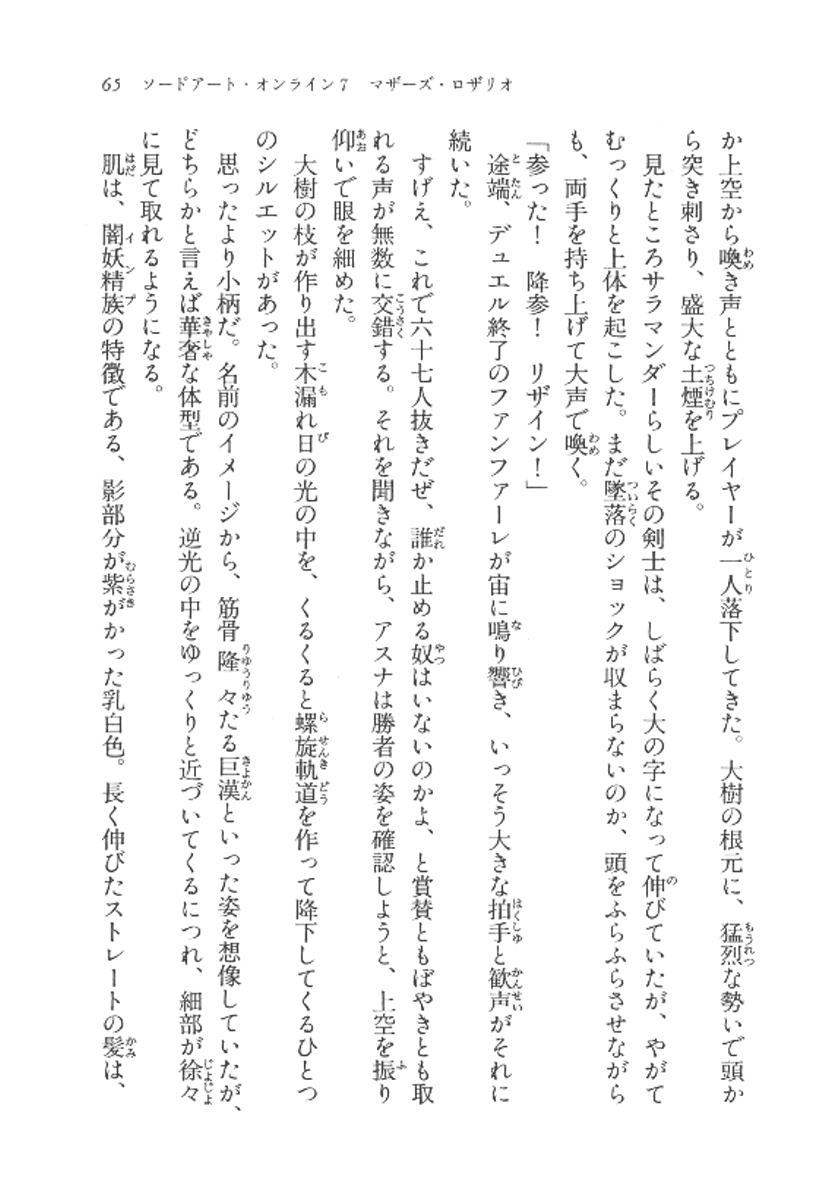 65　ソードアート・オンライン7　マザーズ・ロザリオ
か上空から喚き声とともにプレイヤーが一人落下してきた。大樹の根元に、猛烈な勢いで頭か
ら突き刺さり、盛大な土煙を上げる。
　見たところサラマンダーらしいその剣士は、しばらく大の字になって伸びていたが、やがて
むっくりと上体を起こした。まだ墜落のショックが収まらないのか、頭をふらふらさせながら
も、両手を持ち上げて大声で喚く。
「参った！　降参！　リザイン！」
　途端、デュエル終了のファンファーレが宙に鳴り響き、いっそう大きな拍手と歓声がそれに
続いた。
　すげえ、これで六十七人抜きだぜ、誰か止める奴はいないのかよ、と賞賛ともぼやきとも取
れる声が無数に交錯する。それを聞きながら、アスナは勝者の姿を確認しようと、上空を振り
仰いで眼を細めた。
　大樹の枝が作り出す木漏れ日の光の中を、くるくると螺旋軌道を作って降下してくるひとつ
のシルエットがあった。
　思ったより小柄だ。名前のイメージから、筋骨隆々たる巨漢といった姿を想像していたが、
どちらかと言えば華奢な体型である。逆光の中をゆっくりと近づいてくるにつれ、細部が徐々
に見て取れるようになる。
　肌は、闇妖精族の特徴である、影部分が紫がかった乳白色。長く伸びたストレートの髪は、